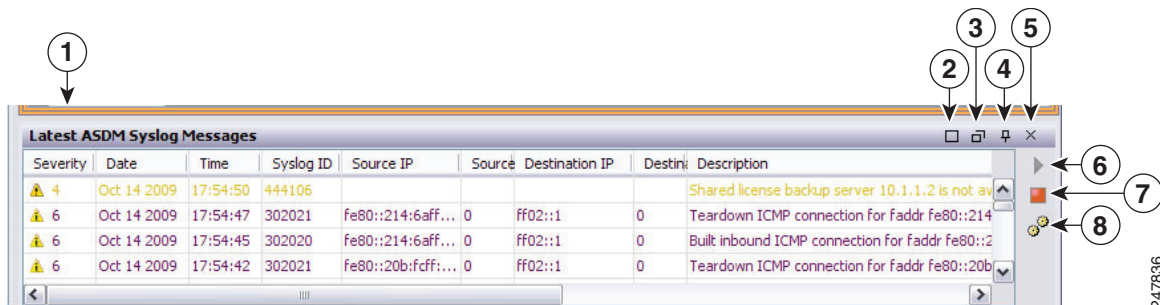 3 5
1 2 4
Latest ASDM Syslog Messages
Severity Date Time Syslog ID Source IP Source Destination IP Destina Description
4 Oct 14 2009 17:54:50 444106 Shared license backup server 10.1.1.2 is not av
6 Oct 14 2009 17:54:47 302021 fe80::214:6aff... 0 ff02::1 0 Teardown ICMP connection for faddr fe80::214
6 Oct 14 2009 17:54:45 302020 fe80::214:6aff... 0 ff02::1 0 Built inbound ICMP connection for faddr fe80::2
6 Oct 14 2009 17:54:42 302021 fe80::20b:fcff:... 0 ff02::1 0 Teardown ICMP connection for faddr fe80::20b
6
7
8
247836